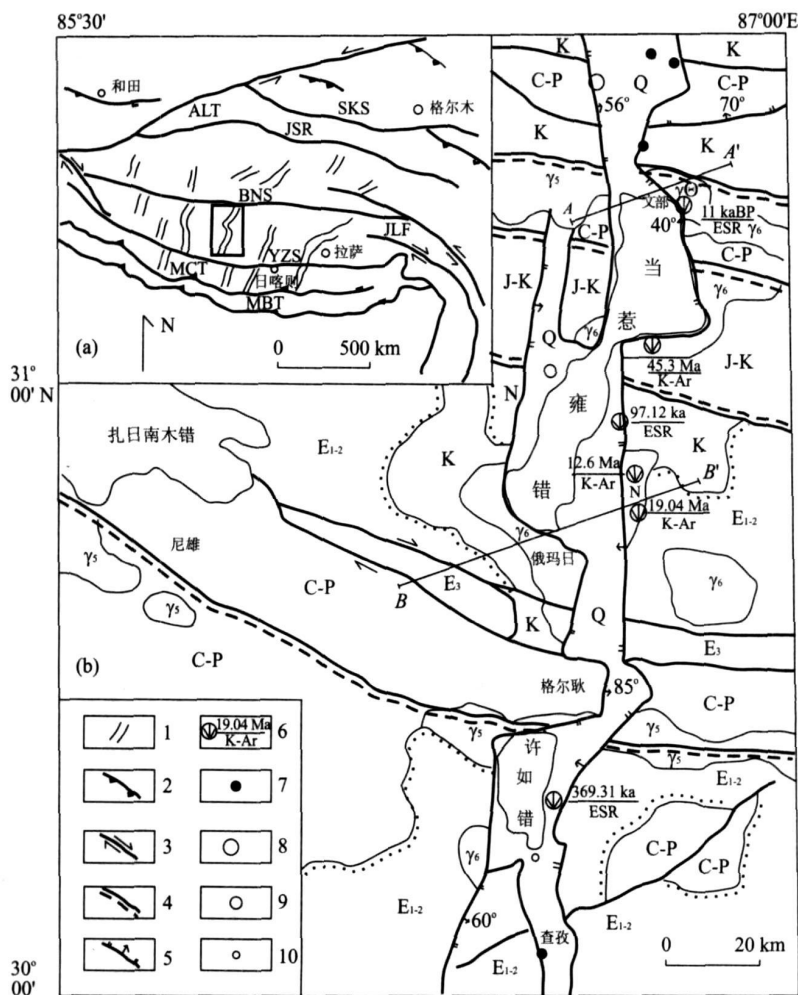 85°30′
87°00′E
和田
ALT
SKS
格尔木
JSR
BNS
JLF
YZS
拉萨
MCT
日喀则
MBT
N
(a)
0 500 km
K
K
C-P
Q
C-P
56°
70°
K
K
A'
γ5
文部
A
C-P
40°
11 kaBP
ESR
γ6
C-P
J-K
J-K
当
惹
γ6
Q
45.3 Ma
K-Ar
J-K
31°
00′ N
N
雍
97.12 ka
ESR
扎日南木错
E1-2
K
K
12.6 Ma
K-Ar
错
N
B'
19.04 Ma
K-Ar
E1-2
γ6
尼雄
俄玛日
γ5
C-P
E3
γ6
B
γ5
K
Q
E3
(b)
C-P
格尔耿
85°
C-P
γ5
γ5
许
如
错
γ5
E1-2
369.31 ka
ESR
C-P
C-P
γ6
E1-2
60°
E1-2
查孜
E1-2
0 20 km
30°
00′
1
19.04 Ma
K-Ar
6
2
7
3
8
4
9
5
10